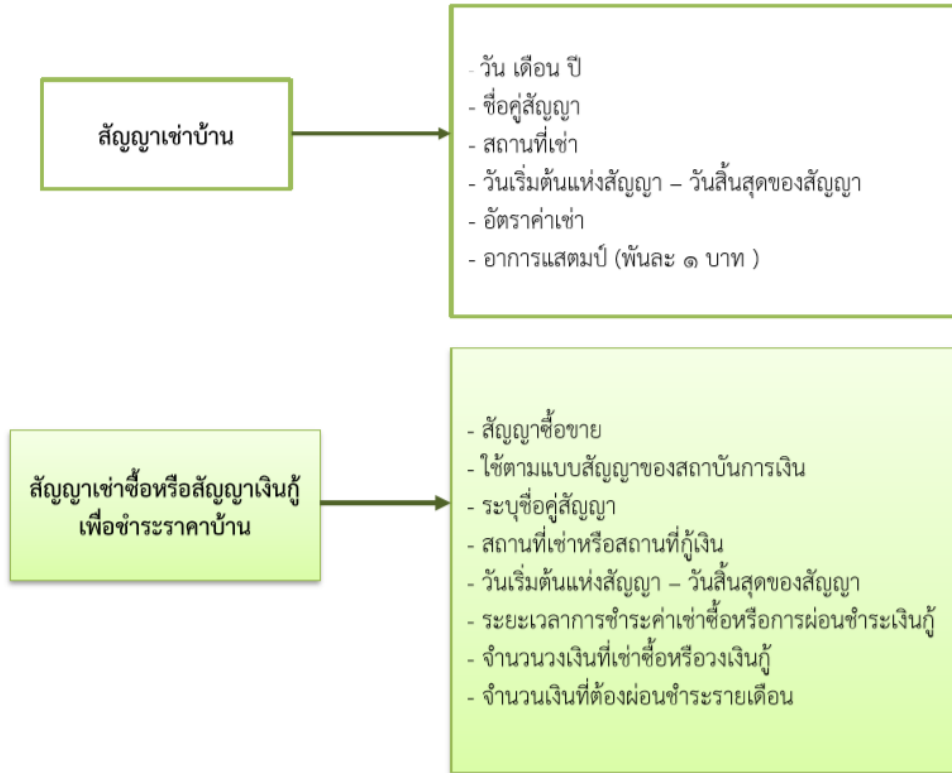 สัญญาเช่าบ้าน
- วัน เดือน ปี
- ชื่อคู่สัญญา
- สถานที่เช่า
- วันเริ่มต้นแห่งสัญญา – วันสิ้นสุดของสัญญา
- อัตราค่าเช่า
- อาการแสตมป์ (พันละ ๑ บาท )
สัญญาเช่าซื้อหรือสัญญาเงินกู้
เพื่อชำระราคาบ้าน
- สัญญาซื้อขาย
- ใช้ตามแบบสัญญาของสถาบันการเงิน
- ระบุชื่อคู่สัญญา
- สถานที่เช่าหรือสถานที่กู้เงิน
- วันเริ่มต้นแห่งสัญญา – วันสิ้นสุดของสัญญา
- ระยะเวลาการชำระค่าเช่าซื้อหรือการผ่อนชำระเงินกู้
- จำนวนวงเงินที่เช่าซื้อหรือวงเงินกู้
- จำนวนเงินที่ต้องผ่อนชำระรายเดือน